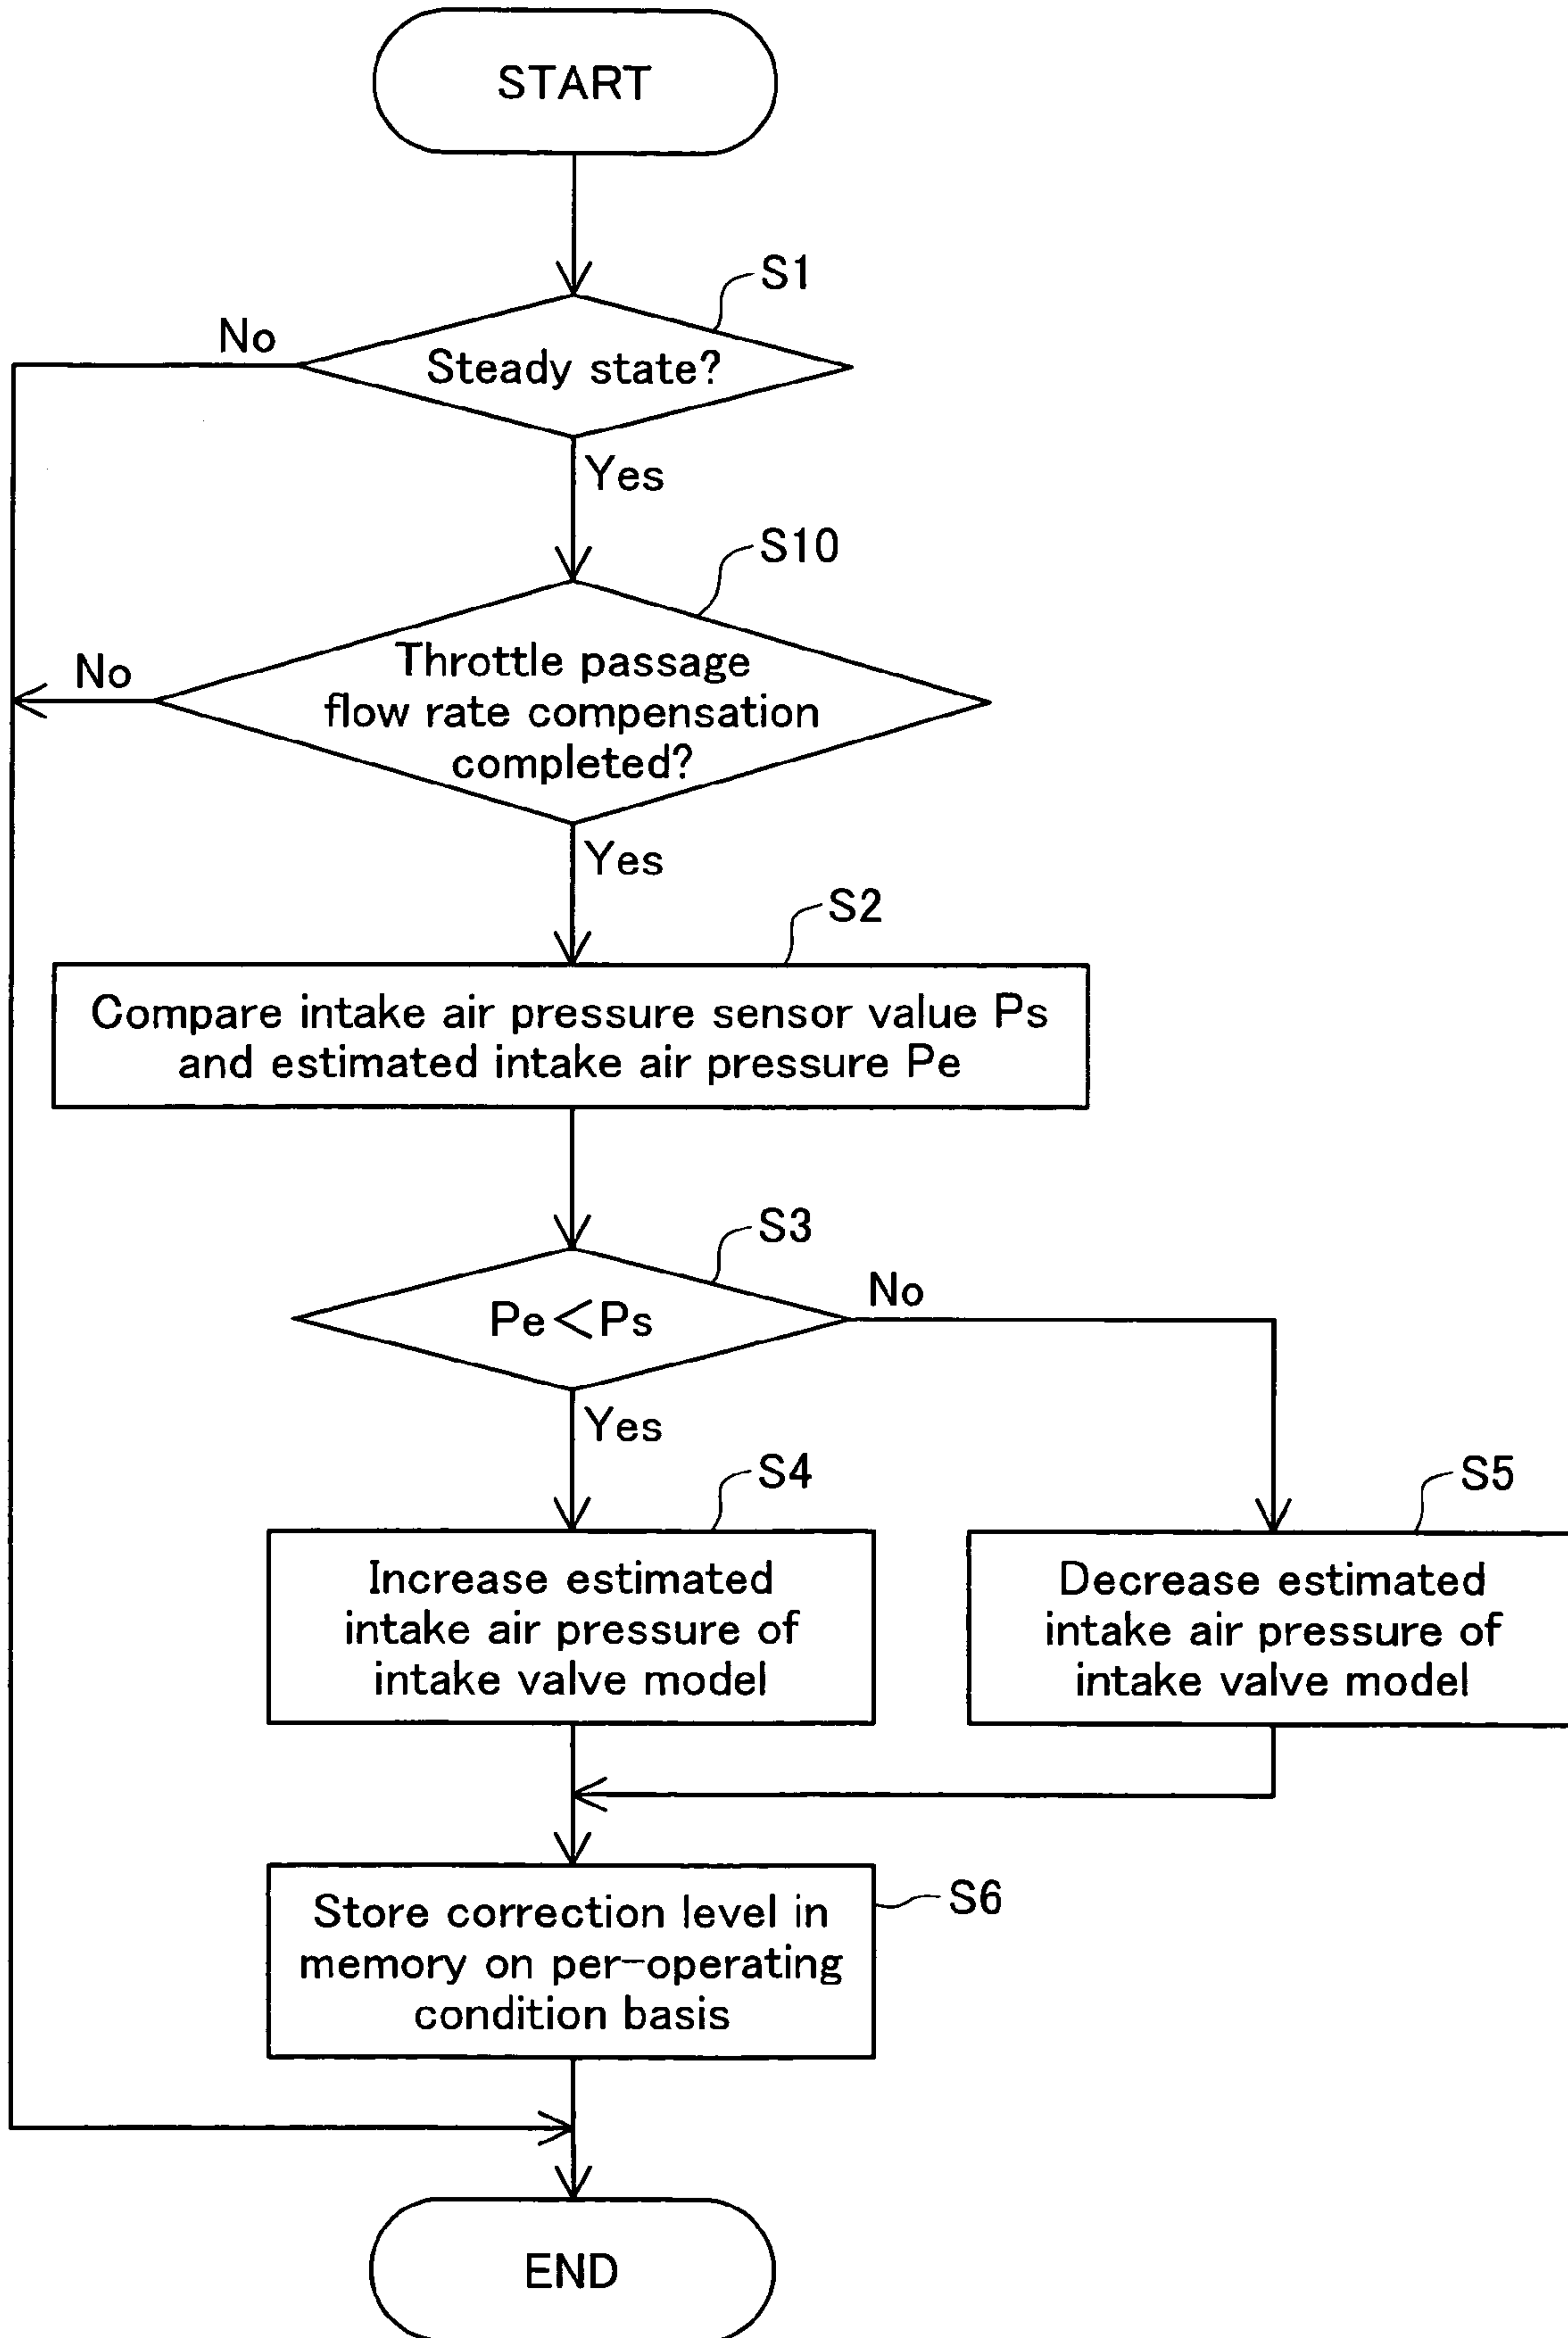 START
S1
No
Steady state?
Yes
S10
No
Throttle passage
flow rate compensation
completed?
Yes
S2
Compare intake air pressure sensor value Ps
and estimated intake air pressure Pe
S3
No
Pe<Ps
Yes
S4
S5
Increase estimated
intake air pressure of
intake valve model
Decrease estimated
intake air pressure of
intake valve model
S6
Store correction level in
memory on per-operating
condition basis
END